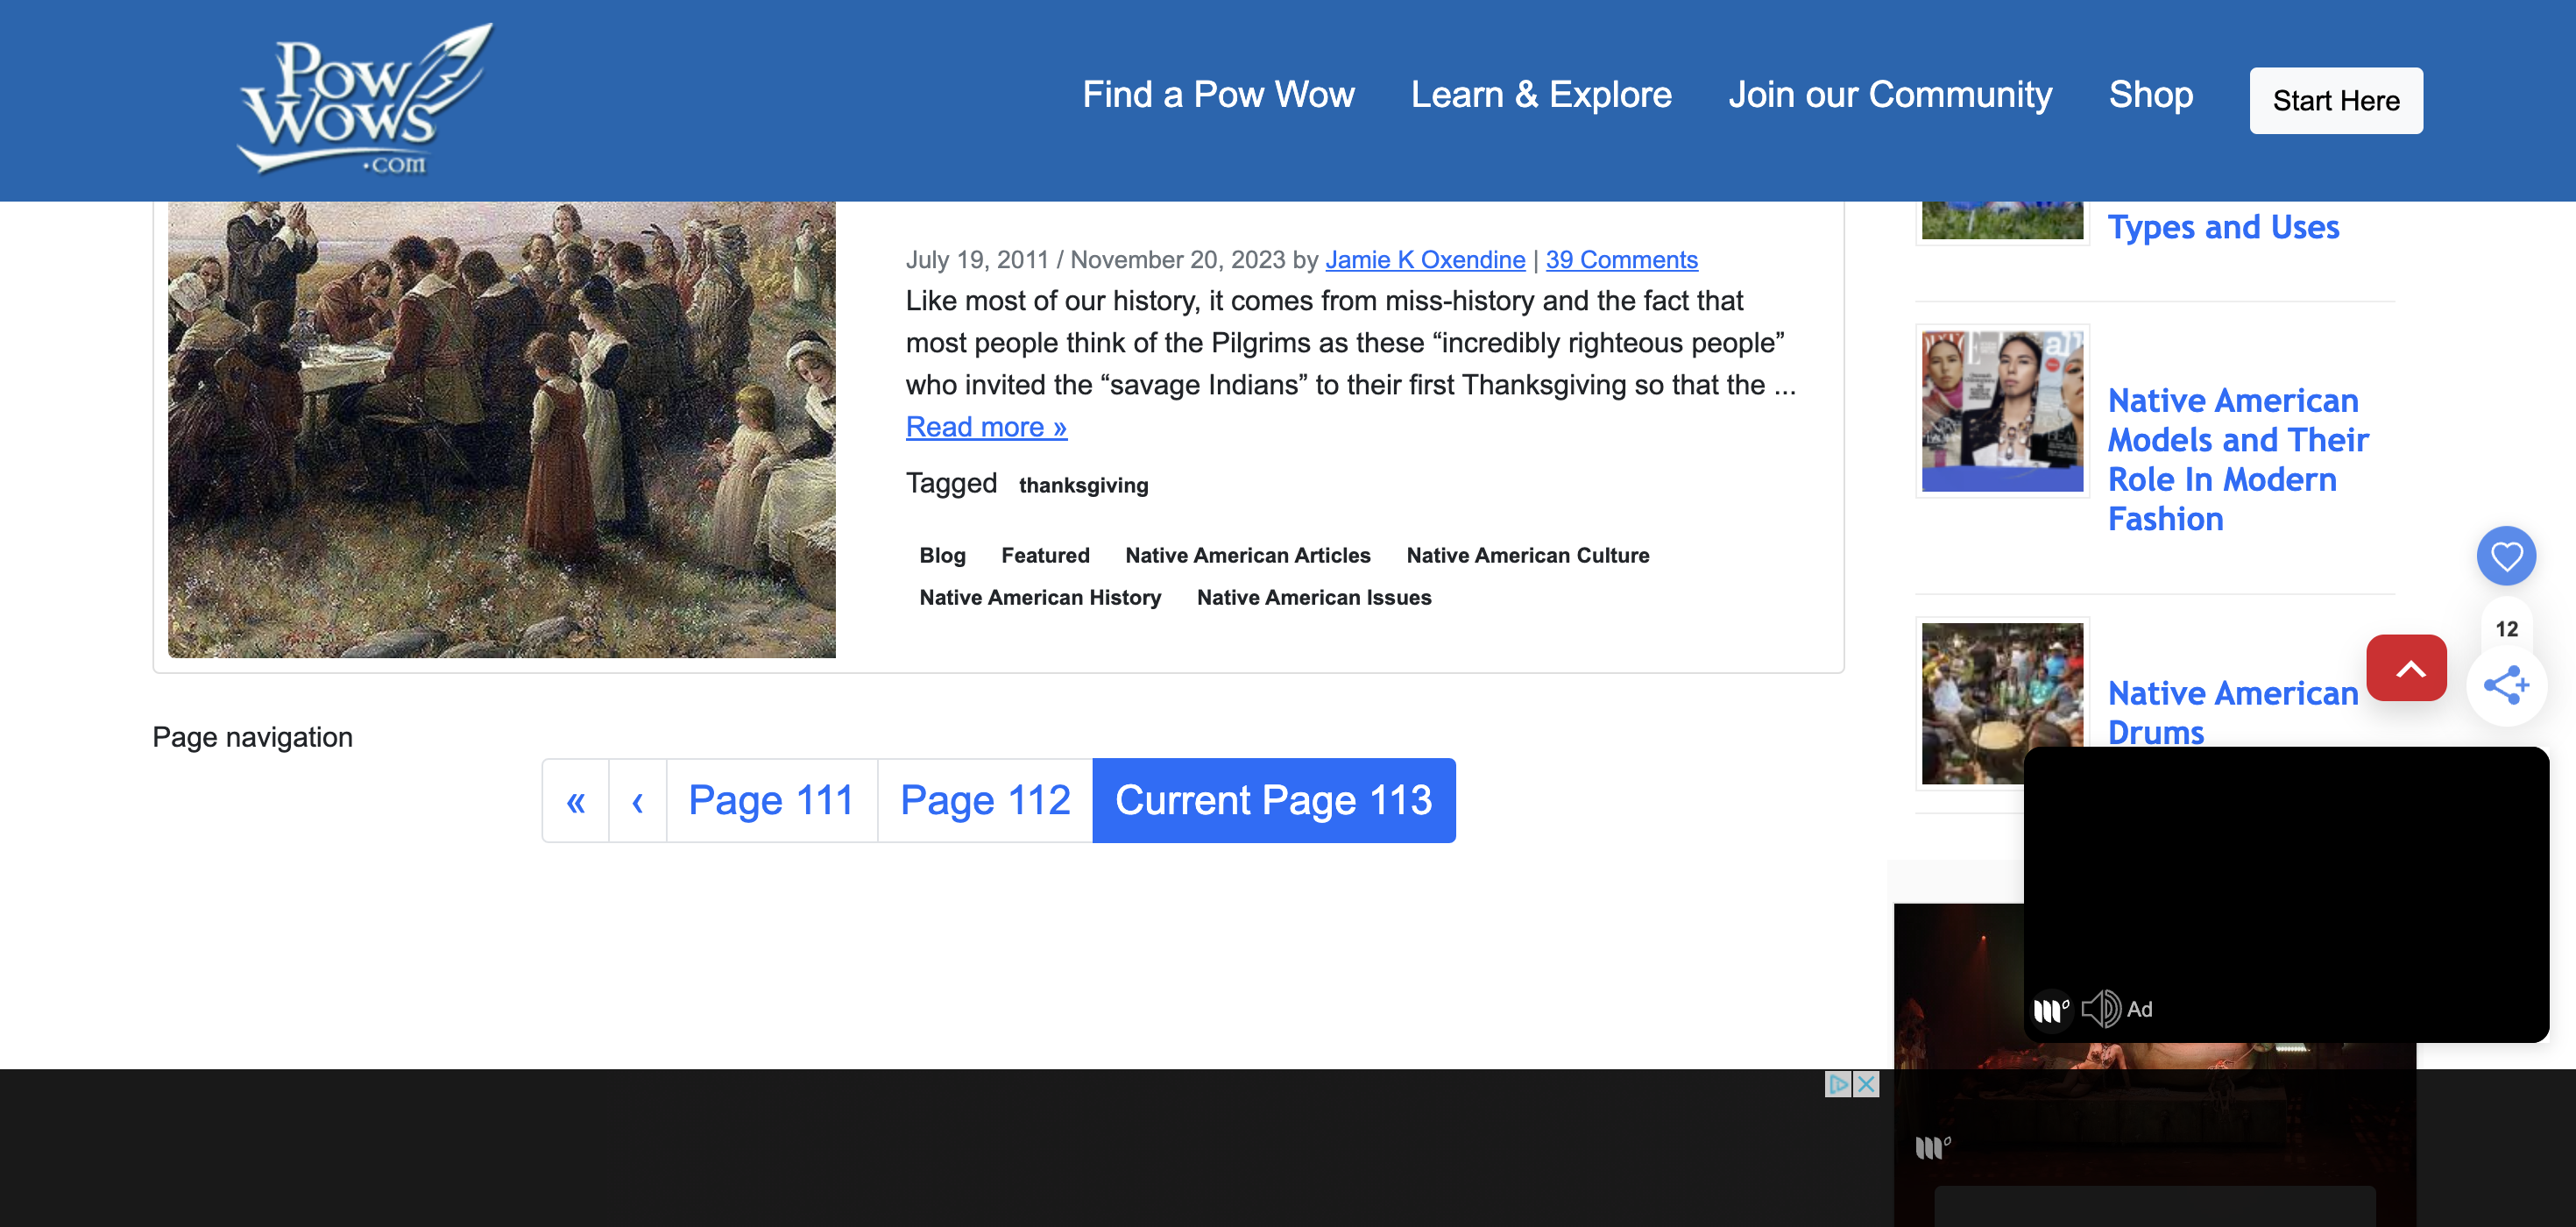 Pow
Wows
.com
Find a Pow Wow
Learn & Explore
Join our Community
Shop
Start Here
July 19, 2011 / November 20, 2023 by Jamie K Oxendine | 39 Comments
Like most of our history, it comes from miss-history and the fact that
most people think of the Pilgrims as these “incredibly righteous people”
who invited the “savage Indians” to their first Thanksgiving so that the ...
Read more »
Tagged thanksgiving
Blog Featured Native American Articles Native American Culture
Native American History Native American Issues
Page navigation
« ‹ Page 111 Page 112 Current Page 113
Types and Uses
Native American
Models and Their
Role In Modern
Fashion
Native American
Drums
12
Ad